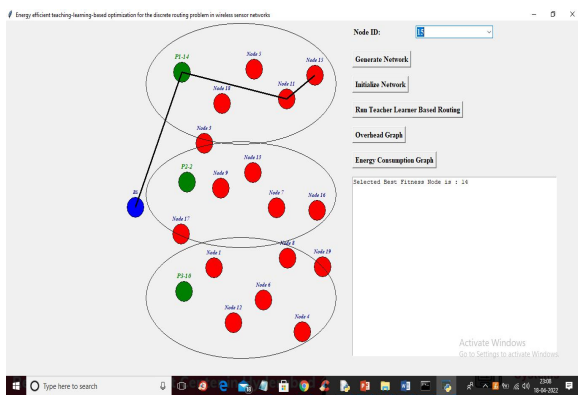 Energy efficient teaching-learning-based optimization for the discrete routing problem in wireless sensor networks
Node ID:
15
Generate Network
Initialize Network
Run Teacher Learner Based Routing
Overhead Graph
Energy Consumption Graph
Selected Best Fitness Node is : 14
P1-14
Node 5
Node 15
Node 18
Node 11
Node 3
P2-2
Node 9
Node 13
Node 7
Node 16
BS
Node 17
Node 1
Node 8
Node 19
P3-10
Node 6
Node 12
Node 4
Activate Windows
Go to Settings to activate Windows.
Type here to search
23:08
18-04-2022